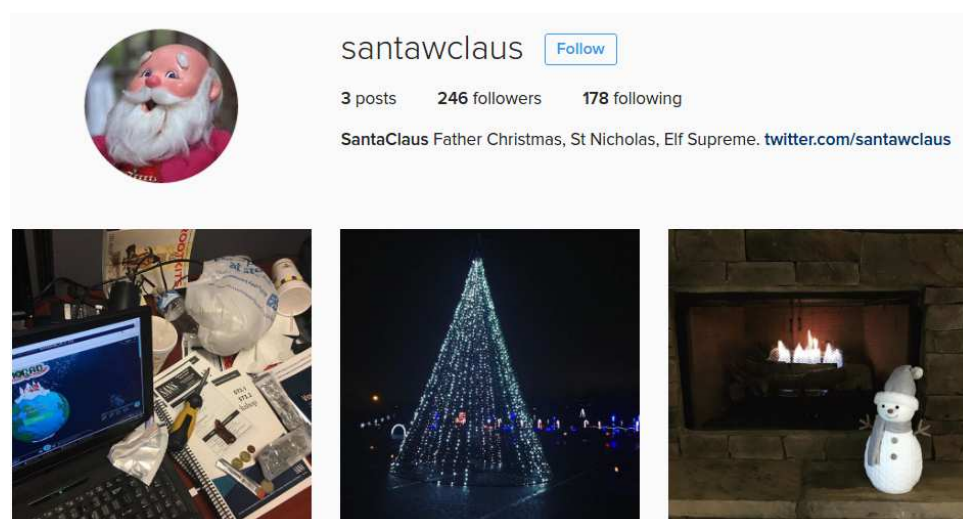 santawclaus Follow
3 posts 246 followers 178 following
SantaClaus Father Christmas, St Nicholas, Elf Supreme. twitter.com/santawclaus